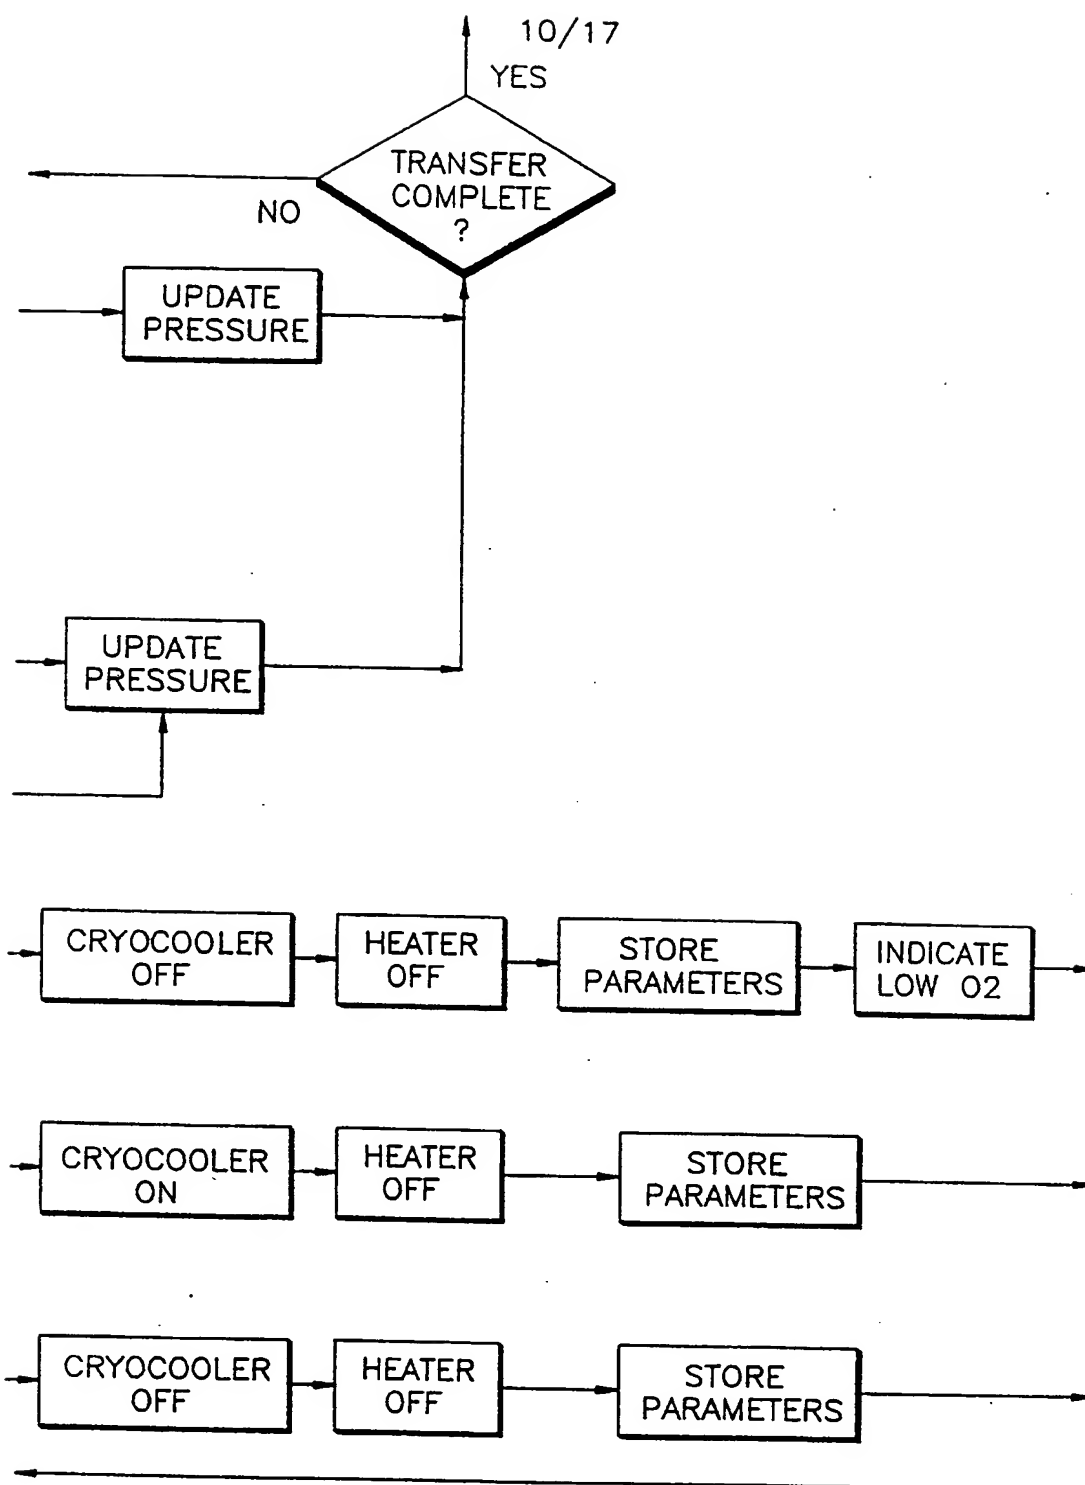 10/17
YES
TRANSFER
COMPLETE
?
NO
UPDATE
PRESSURE
UPDATE
PRESSURE
CRYOCOOLER
OFF
HEATER
OFF
STORE
PARAMETERS
INDICATE
LOW O2
CRYOCOOLER
ON
HEATER
OFF
STORE
PARAMETERS
CRYOCOOLER
OFF
HEATER
OFF
STORE
PARAMETERS